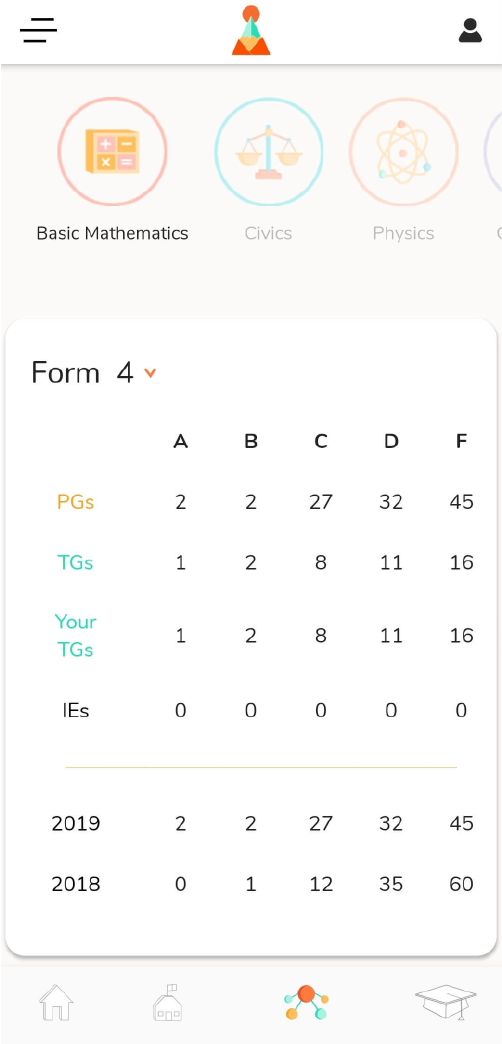 Basic Mathematics Civics Physics
Form 4
A B C D F
PGs 2 2 27 32 45
TGs 1 2 8 11 16
Your
TGs 1 2 8 11 16
IEs 0 0 0 0 0
2019 2 2 27 32 45
2018 0 1 12 35 60